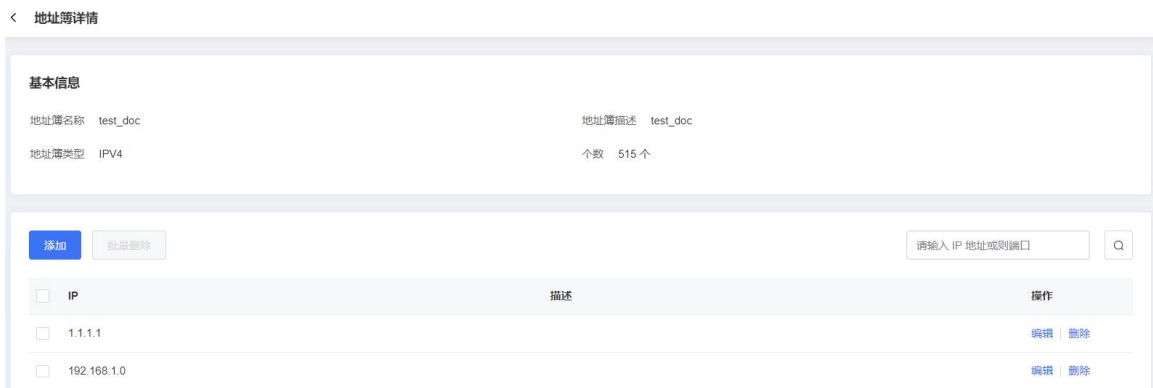 地址簿详情
基本信息
地址簿名称 test_doc 地址簿描述 test_doc
地址簿类型 IPV4 个数 515 个
添加 批量删除 请输入 IP 地址或则端口
IP 描述 操作
1.1.1.1 编辑 删除
192.168.1.0 编辑 删除